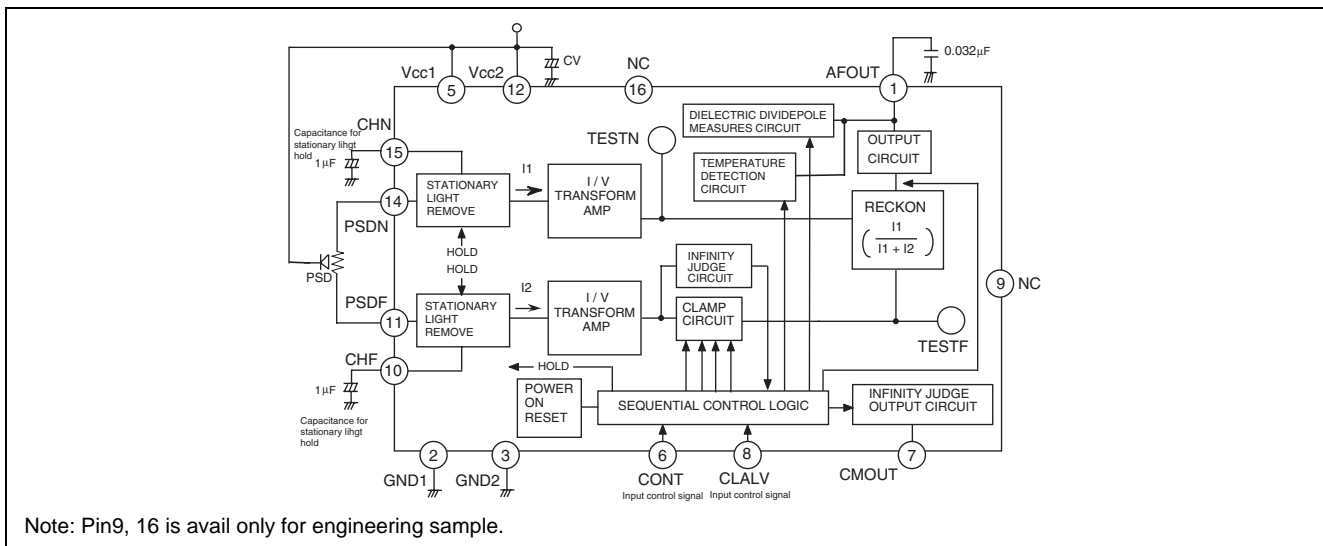 CV
0.032µF
Vcc1
Vcc2
NC
AFOUT
5
12
16
1
CHN
TESTN
DIELECTRIC DIVIDEPOLE
MEASURES CIRCUIT
Capacitance for
stationary lihgt
hold
1µF
15
OUTPUT
CIRCUIT
TEMPERATURE
DETECTION
CIRCUIT
STATIONARY
LIGHT
REMOVE
I1
I / V
TRANSFORM
AMP
14
PSDN
RECKON
( I1
I1 + I2 )
HOLD
HOLD
PSD
INFINITY
JUDGE
CIRCUIT
9
NC
PSDF
11
STATIONARY
LIGHT
REMOVE
I2
I / V
TRANSFORM
AMP
CLAMP
CIRCUIT
TESTF
CHF
10
HOLD
1µF
POWER
ON
RESET
SEQUENTIAL CONTROL LOGIC
INFINITY JUDGE
OUTPUT CIRCUIT
Capacitance for
stationary lihgt
hold
2
3
6
8
7
GND1
GND2
CONT
Input control signal
CLALV
Input control signal
CMOUT
Note: Pin9, 16 is avail only for engineering sample.